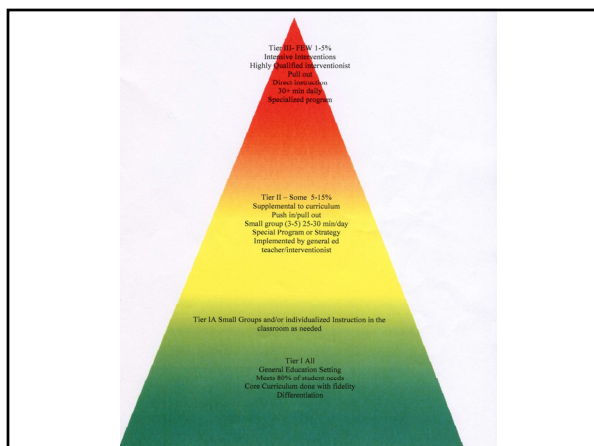 Tier III- FEW 1-5%
Intensive Interventions
Highly Qualified interventionist
Pull out
Direct instruction
30+ min daily
Specialized program
Tier II – Some 5-15%
Supplemental to curriculum
Push in/pull out
Small group (3-5) 25-30 min/day
Special Program or Strategy
Implemented by general ed
teacher/interventionist
Tier IA Small Groups and/or individualized Instruction in the
classroom as needed
Tier I All
General Education Setting
Meets 80% of student needs
Core Curriculum done with fidelity
Differentiation